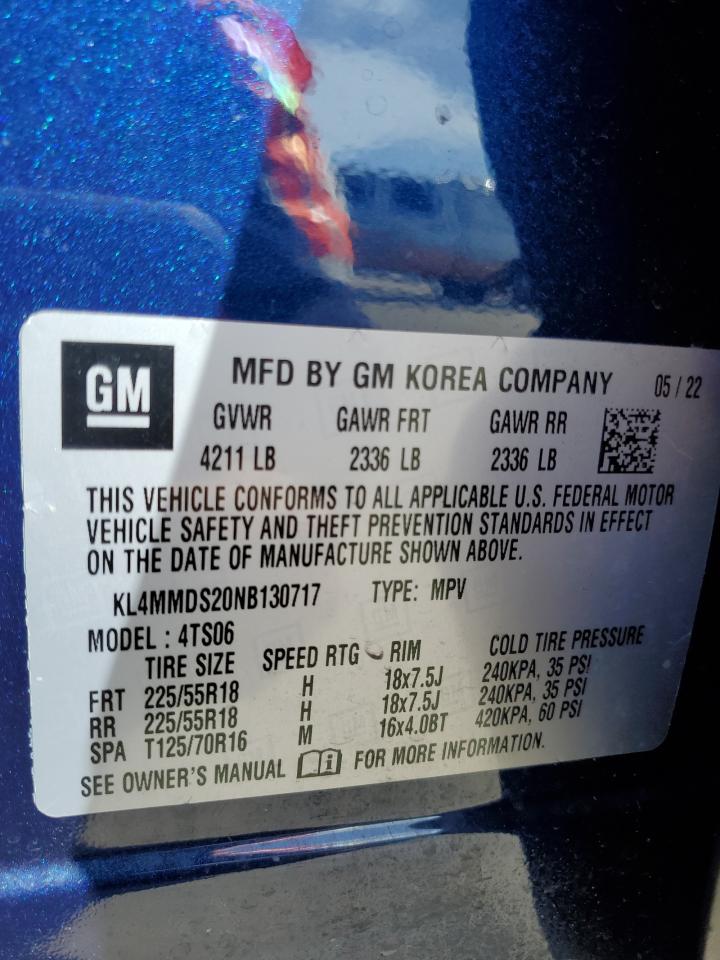 GM
MFD BY GM KOREA COMPANY 05 / 22
GVWR GAWR FRT GAWR RR
4211 LB 2336 LB 2336 LB
THIS VEHICLE CONFORMS TO ALL APPLICABLE U.S. FEDERAL MOTOR
VEHICLE SAFETY AND THEFT PREVENTION STANDARDS IN EFFECT
ON THE DATE OF MANUFACTURE SHOWN ABOVE.
KL4MMDS20NB130717 TYPE: MPV
MODEL : 4TS06
TIRE SIZE SPEED RTG RIM COLD TIRE PRESSURE
FRT 225/55R18 H 18x7.5J 240KPA, 35 PSI
RR 225/55R18 H 18x7.5J 240KPA, 35 PSI
SPA T125/70R16 M 16x4.0BT 420KPA, 60 PSI
SEE OWNER'S MANUAL i FOR MORE INFORMATION.